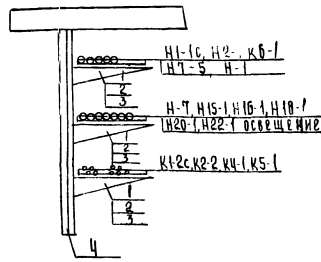 Н1-1с, Н2- , К6-1
Н7-5, Н-1
1
2
3
Н-7, Н15-1, Н16-1, Н18-1
Н20-1, Н22-1 освещение
1
2
3
К1-2с, К2-2, К4-1, К5-1
1
2
3
4